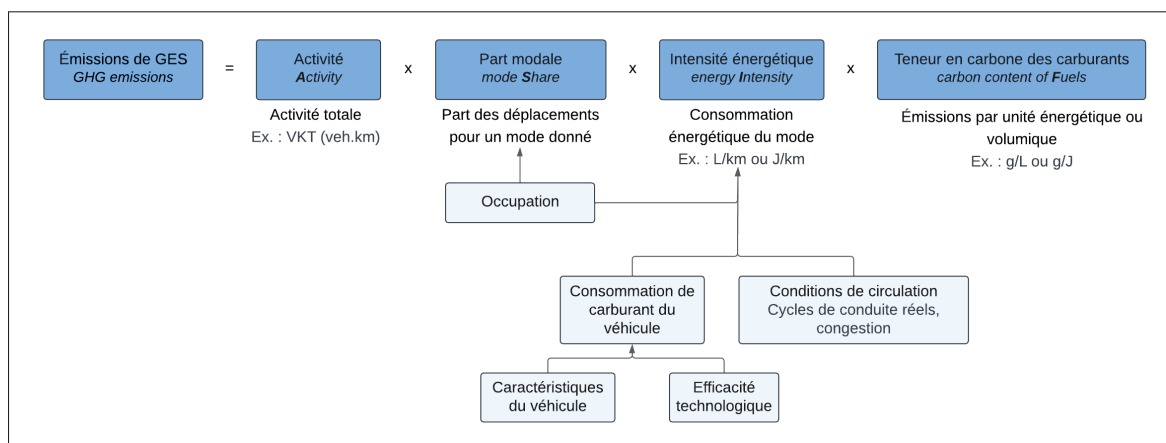 Émissions de GES
GHG emissions
=
Activité
Activity
x
Part modale
mode Share
x
Intensité énergétique
energy Intensity
x
Teneur en carbone des carburants
carbon content of Fuels
Activité totale
Ex. : VKT (veh.km)
Part des déplacements
pour un mode donné
Consommation
énergétique du mode
Ex. : L/km ou J/km
Émissions par unité énergétique ou
volumique
Ex. : g/L ou g/J
Occupation
Consommation de
carburant du
véhicule
Conditions de circulation
Cycles de conduite réels,
congestion
Caractéristiques
du véhicule
Efficacité
technologique